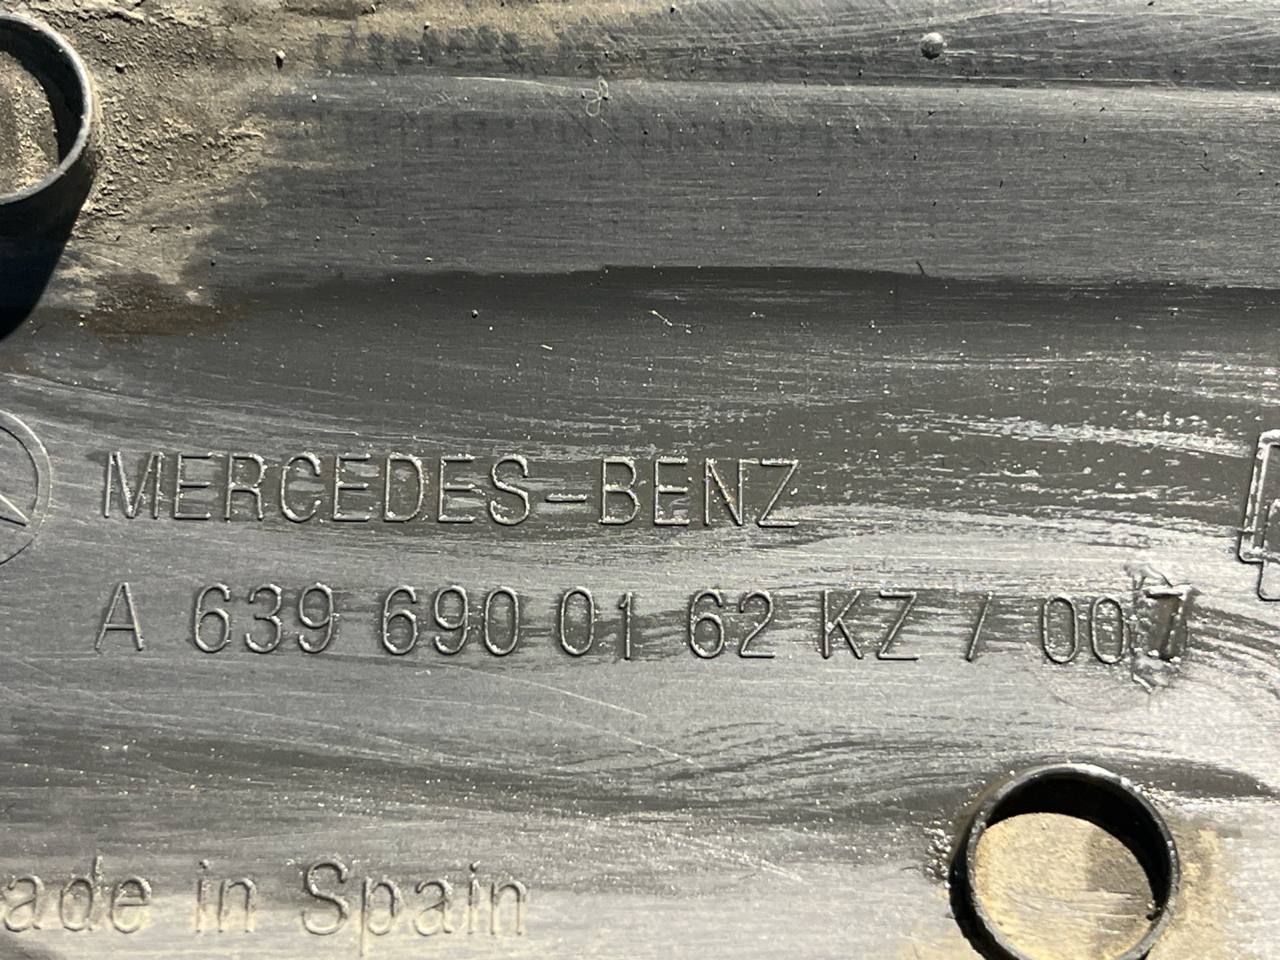 MERCEDES-BENZ
A 639 690 01 62 KZ / 007
ade in Spain